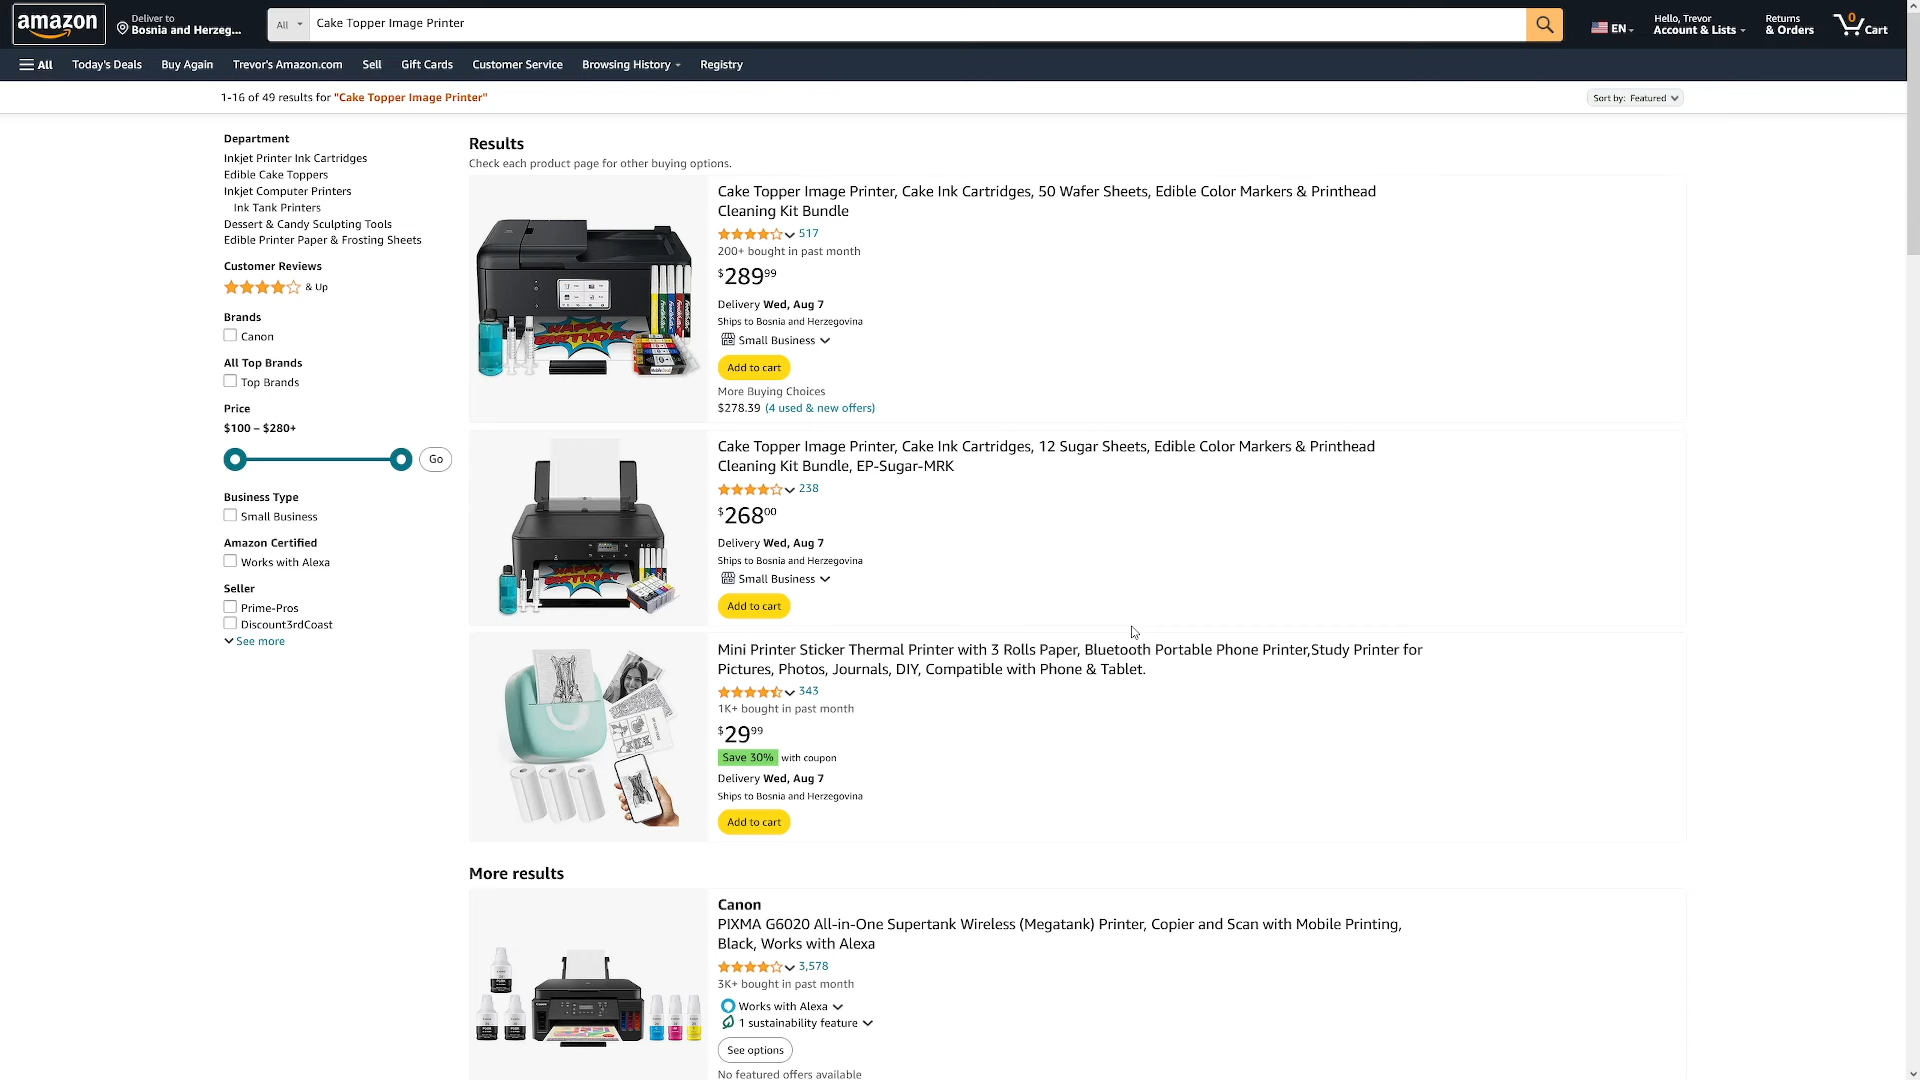 amazon
Deliver to
Bosnia and Herzeg...
All
Cake Topper Image Printer
EN
Hello, Trevor
Account & Lists
Returns
& Orders
0
Cart
All
Today's Deals
Buy Again
Trevor's Amazon.com
Sell
Gift Cards
Customer Service
Browsing History
Registry
1-16 of 49 results for "Cake Topper Image Printer"
Sort by: Featured
Department
Inkjet Printer Ink Cartridges
Edible Cake Toppers
Inkjet Computer Printers
Ink Tank Printers
Dessert & Candy Sculpting Tools
Edible Printer Paper & Frosting Sheets
Customer Reviews
& Up
Brands
Canon
All Top Brands
Top Brands
Price
$100 – $280+
Go
Business Type
Small Business
Amazon Certified
Works with Alexa
Seller
Prime-Pros
Discount3rdCoast
See more
Results
Check each product page for other buying options.
HAPPY
BIRTHDAY
Cake Topper Image Printer, Cake Ink Cartridges, 50 Wafer Sheets, Edible Color Markers & Printhead
Cleaning Kit Bundle
517
200+ bought in past month
$28999
Delivery Wed, Aug 7
Ships to Bosnia and Herzegovina
Small Business
Add to cart
More Buying Choices
$278.39 (4 used & new offers)
HAPPY
BIRTHDAY
Cake Topper Image Printer, Cake Ink Cartridges, 12 Sugar Sheets, Edible Color Markers & Printhead
Cleaning Kit Bundle, EP-Sugar-MRK
238
$26800
Delivery Wed, Aug 7
Ships to Bosnia and Herzegovina
Small Business
Add to cart
Mini Printer Sticker Thermal Printer with 3 Rolls Paper, Bluetooth Portable Phone Printer,Study Printer for
Pictures, Photos, Journals, DIY, Compatible with Phone & Tablet.
343
1K+ bought in past month
$2999
Save 30% with coupon
Delivery Wed, Aug 7
Ships to Bosnia and Herzegovina
Add to cart
More results
Canon
PIXMA G6020 All-in-One Supertank Wireless (Megatank) Printer, Copier and Scan with Mobile Printing,
Black, Works with Alexa
3,578
3K+ bought in past month
Works with Alexa
1 sustainability feature
See options
No featured offers available